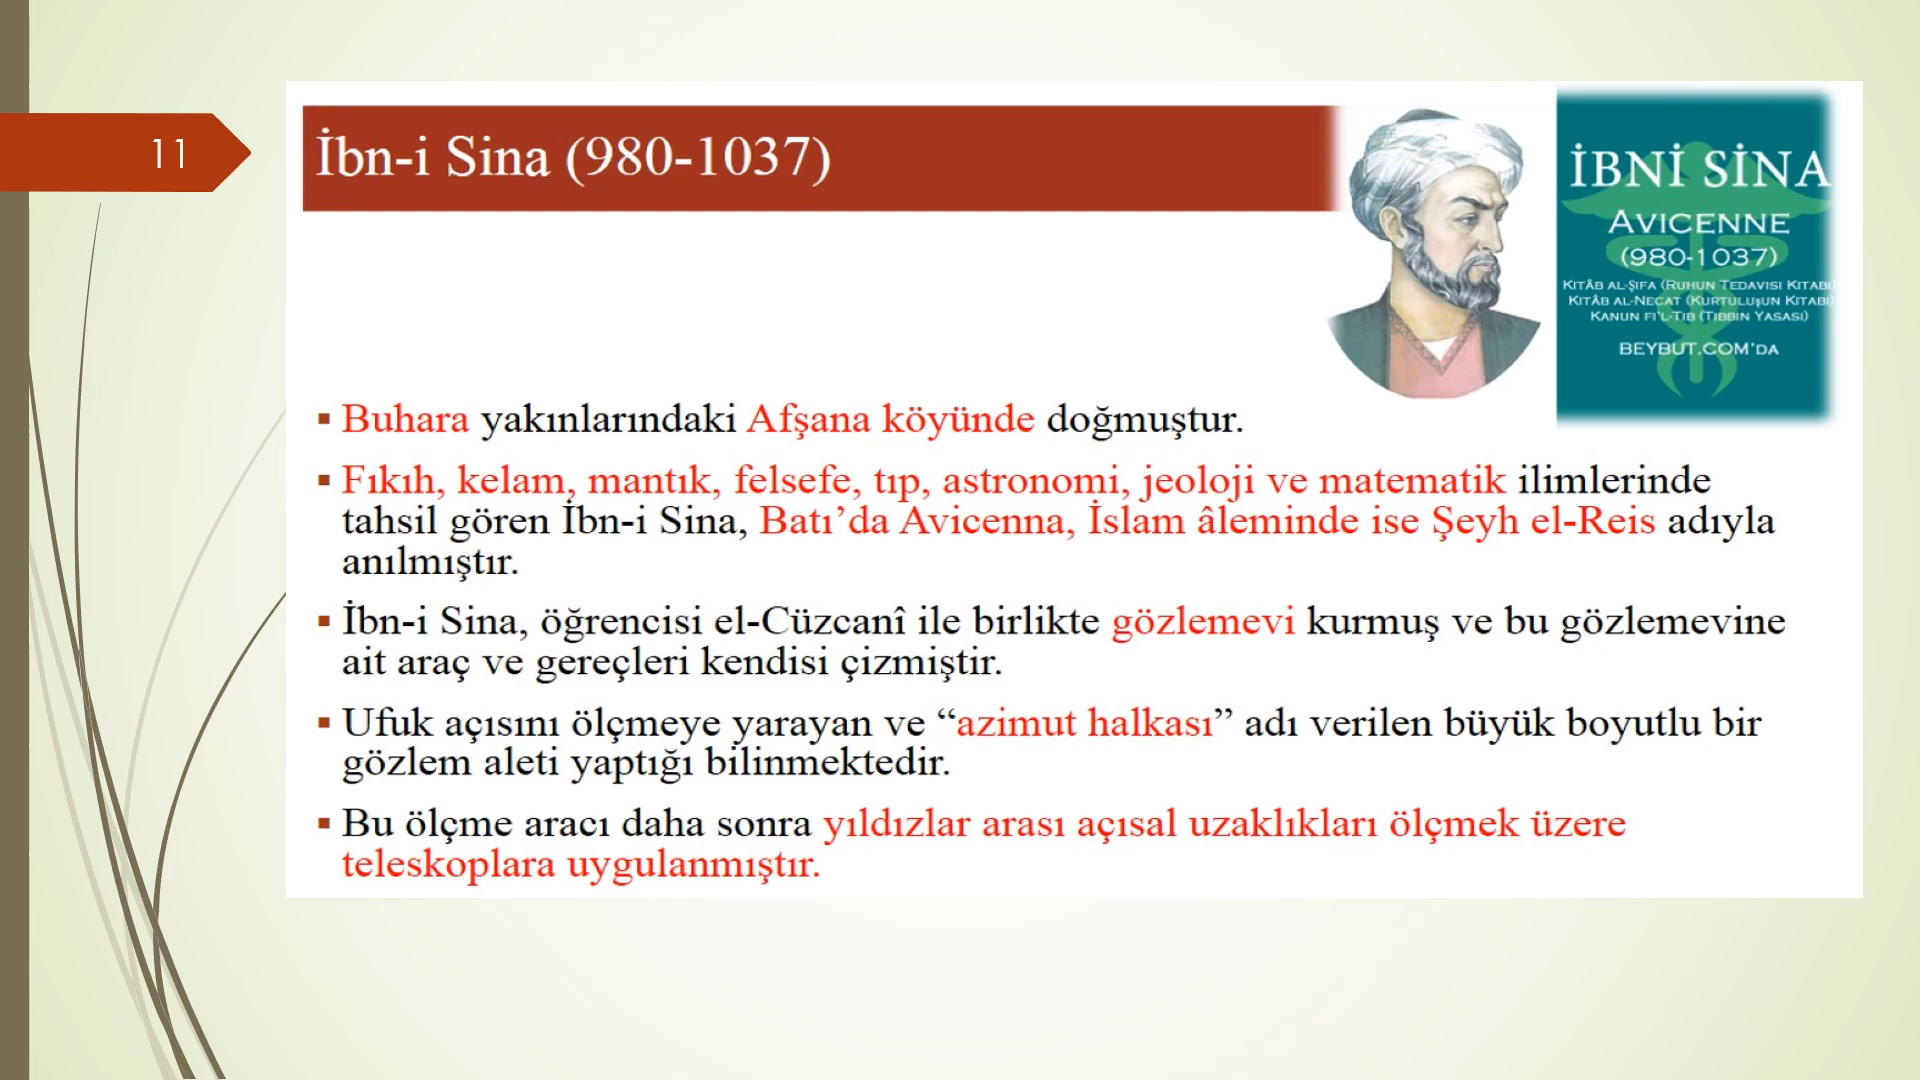 11
İbn-i Sina (980-1037)
İBNİ SİNA
AVICENNE
(980-1037)
KITÂB AL-ŞIFA (RUHUN TEDAVISI KITABI)
KITÂB AL-NECAT (KURTULUşUN KITABI)
KANUN FI'L-TIB (TIBBIN YASASI)
BEYBUT.COM'DA
▪ Buhara yakınlarındaki Afşana köyünde doğmuştur.
▪ Fıkıh, kelam, mantık, felsefe, tıp, astronomi, jeoloji ve matematik ilimlerinde
tahsil gören İbn-i Sina, Batı’da Avicenna, İslam âleminde ise Şeyh el-Reis adıyla
anılmıştır.
▪ İbn-i Sina, öğrencisi el-Cüzcanî ile birlikte gözlemevi kurmuş ve bu gözlemevine
ait araç ve gereçleri kendisi çizmiştir.
▪ Ufuk açısını ölçmeye yarayan ve “azimut halkası” adı verilen büyük boyutlu bir
gözlem aleti yaptığı bilinmektedir.
▪ Bu ölçme aracı daha sonra yıldızlar arası açısal uzaklıkları ölçmek üzere
teleskoplara uygulanmıştır.